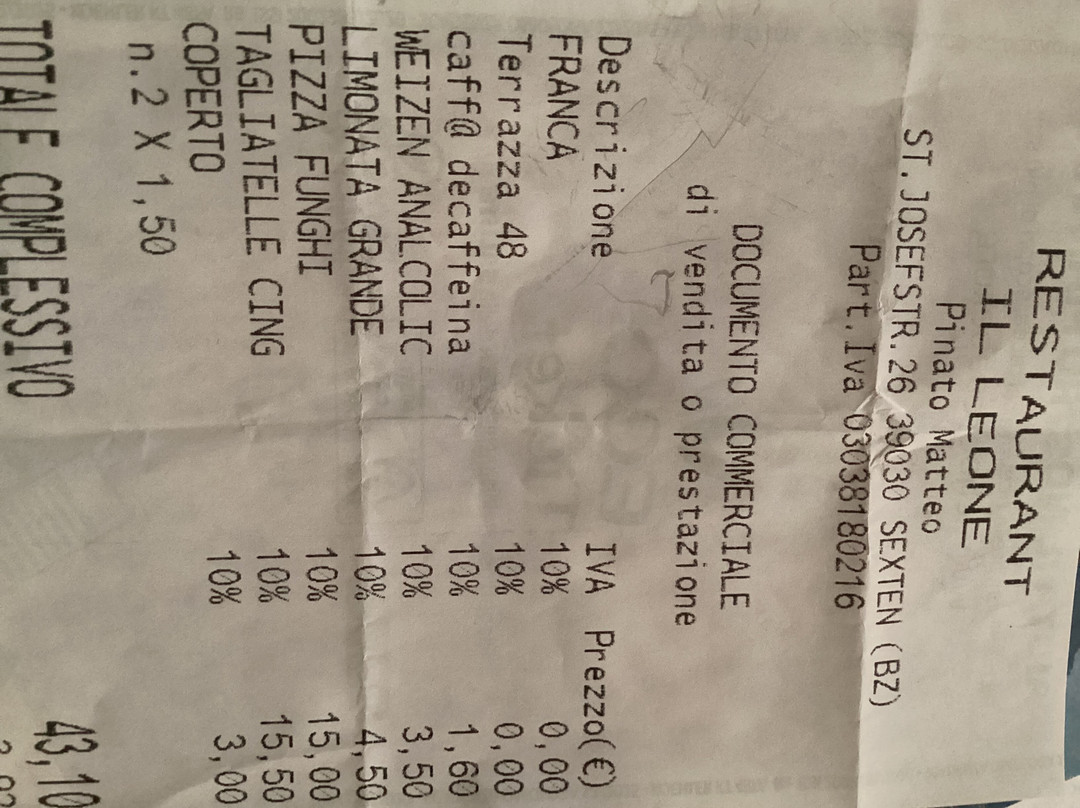 RESTAURANT
IL LEONE
Pinato Matteo
ST.JOSEFSTR.26 39030 SEXTEN (BZ)
Part.Iva 03038180216
DOCUMENTO COMMERCIALE
di vendita o prestazione
Descrizione IVA Prezzo(€)
FRANCA 10% 0,00
Terrazza 48 10% 0,00
caff@ decaffeina 10% 1,60
WEIZEN ANALCOLIC 10% 3,50
LIMONATA GRANDE 10% 4,50
PIZZA FUNGHI 10% 15,00
TAGLIATELLE CING 10% 15,50
COPERTO 10% 3,00
n.2 X 1,50
TOTALE COMPLESSIVO 43,10